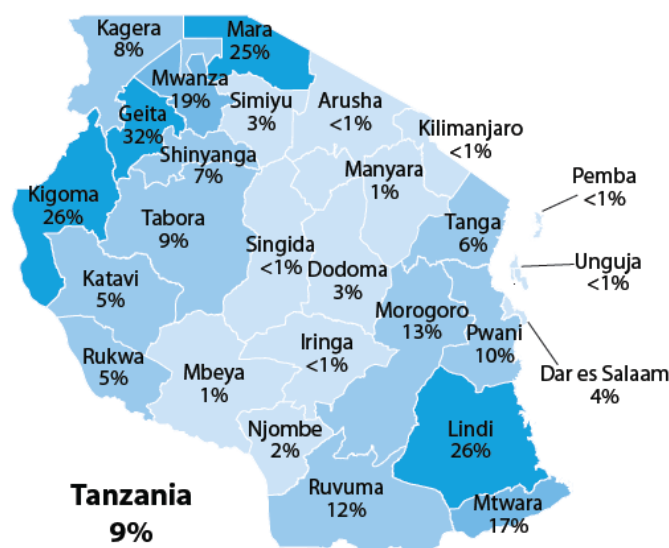 Kagera
8%
Mara
25%
Mwanza
19%
Geita
32%
Simiyu
3%
Arusha
<1%
Kilimanjaro
<1%
Shinyanga
7%
Manyara
1%
Pemba
<1%
Kigoma
26%
Tabora
9%
Singida
<1%
Dodoma
3%
Tanga
6%
Unguja
<1%
Katavi
5%
Morogoro
13%
Pwani
10%
Rukwa
5%
Mbeya
1%
Iringa
<1%
Dar es Salaam
4%
Njombe
2%
Lindi
26%
Ruvuma
12%
Mtwara
17%
Tanzania
9%